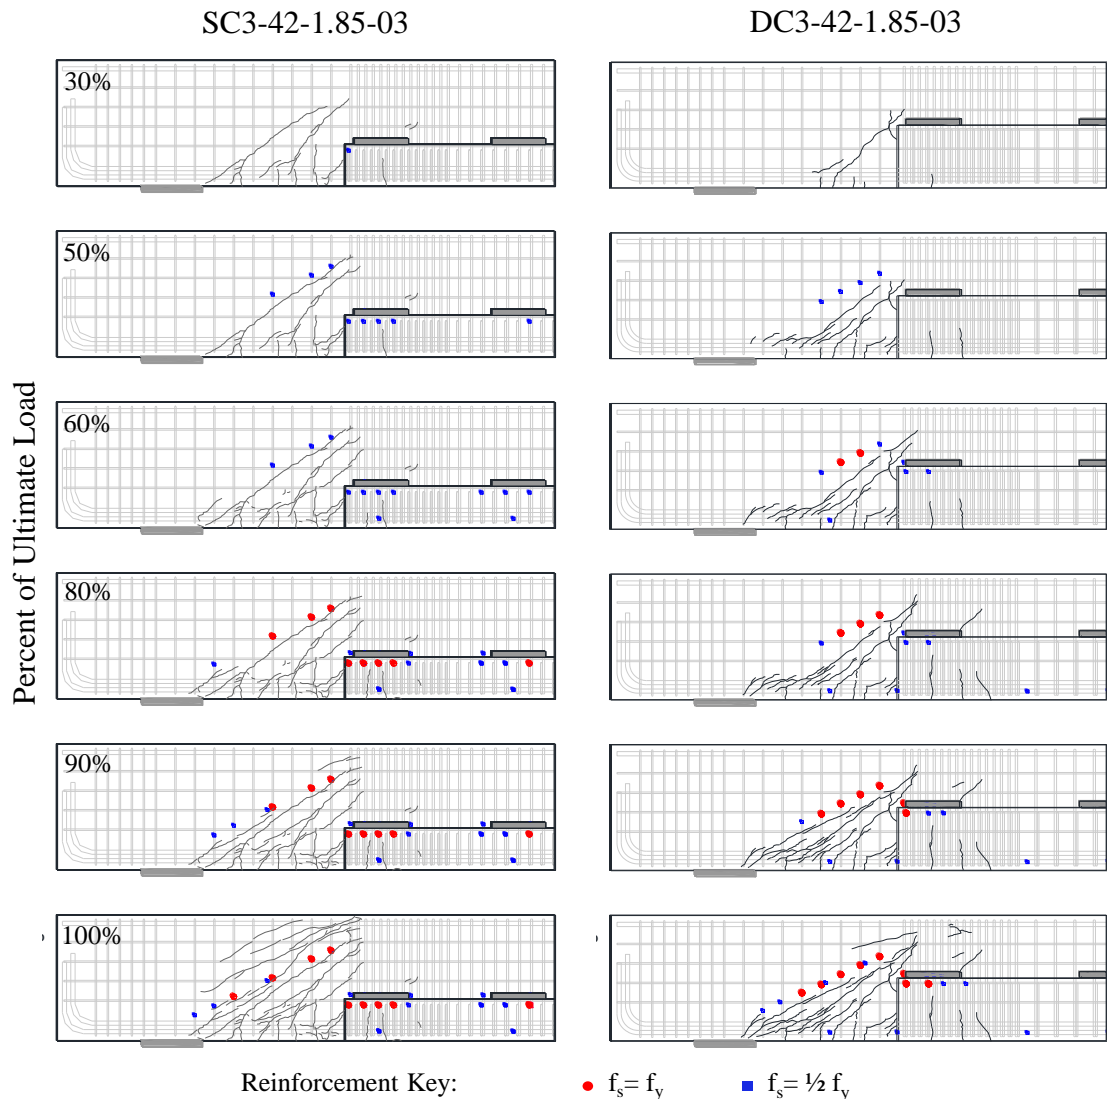 SC3-42-1.85-03
DC3-42-1.85-03
Percent of Ultimate Load
30%
50%
60%
80%
90%
100%
Reinforcement Key:
fs= fy
fs= ½ fy